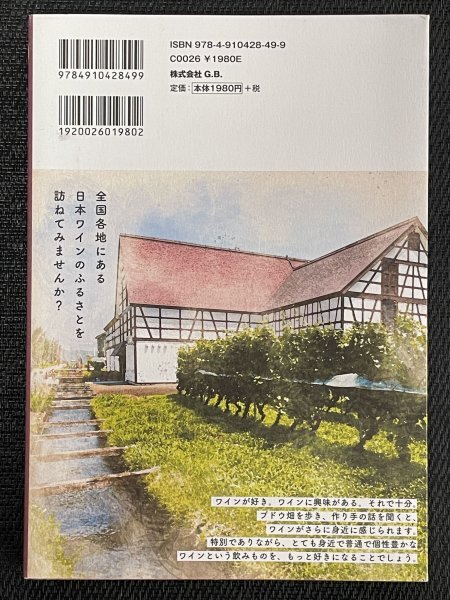 ISBN 978-4-910428-49-9
C0026 ￥1980E
株式会社 G.B.
定価：本体1980円＋税
9784910428499
1920026019802
全国各地にある
日本ワインのふるさとを
訪ねてみませんか？
ワインが好き。ワインに興味がある。それで十分。
ブドウ畑を歩き、作り手の話を聞くと、
ワインがさらに身近に感じられます。
特別でありながら、とても身近で普通で個性豊かな
ワインという飲みものを、もっと好きになることでしょう。